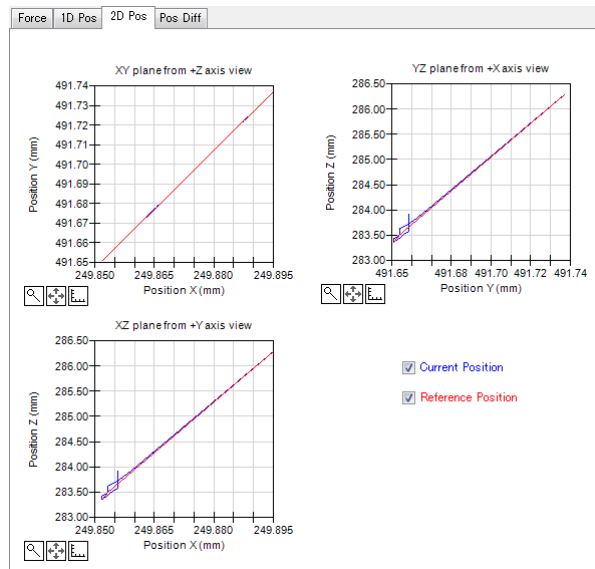 Force 1D Pos 2D Pos Pos Diff
XY plane from +Z axis view
491.74
491.73
491.72
491.71
491.70
491.69
491.68
491.67
491.66
491.65
Position Y (mm)
249.850 249.865 249.880 249.895
Position X (mm)
YZ plane from +X axis view
286.50
286.00
285.50
285.00
284.50
284.00
283.50
283.00
Position Z (mm)
491.65 491.68 491.70 491.72 491.74
Position Y (mm)
XZ plane from +Y axis view
286.50
286.00
285.50
285.00
284.50
284.00
283.50
283.00
Position Z (mm)
249.850 249.865 249.880 249.895
Position X (mm)
Current Position
Reference Position